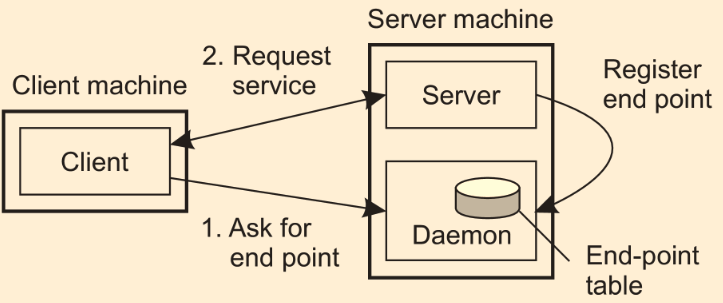 Server machine
2. Request
service
Client machine
Server
Register
end point
Client
1. Ask for
end point
Daemon
End-point
table